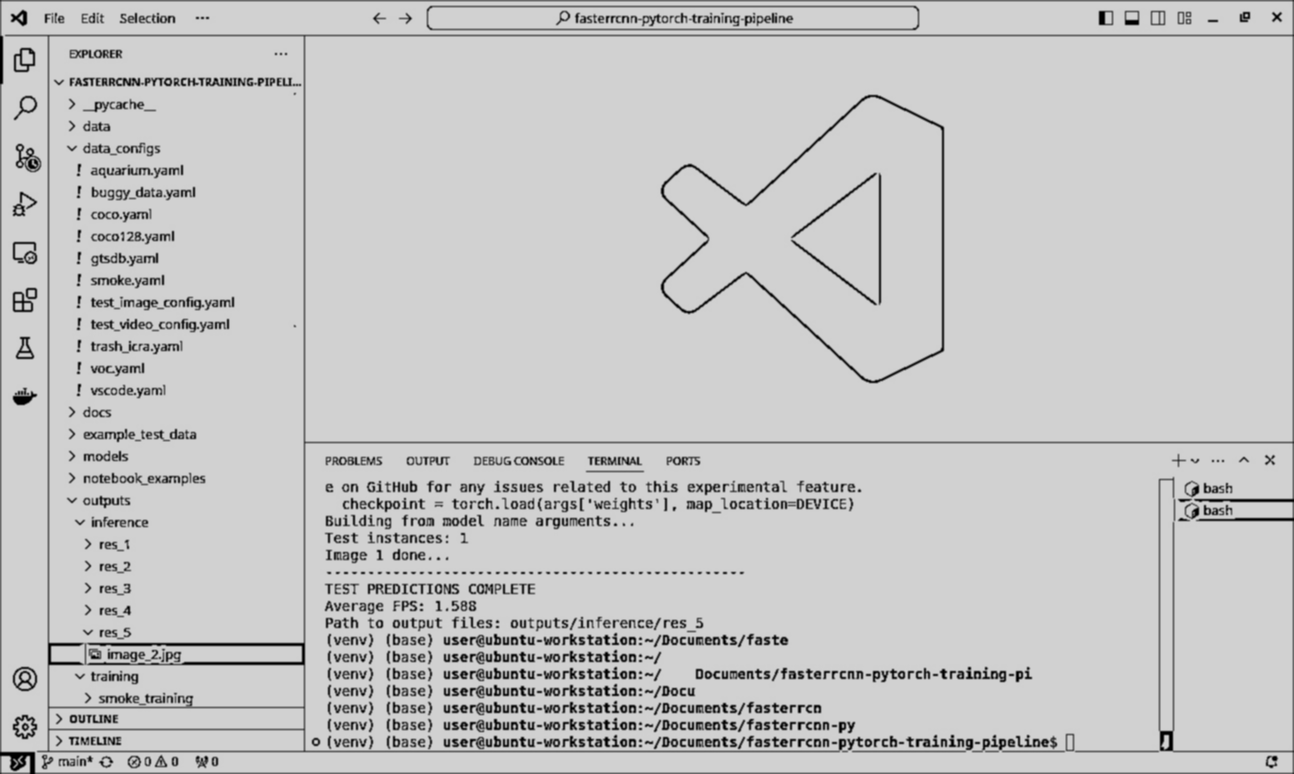 File Edit Selection ···
fasterrcnn-pytorch-training-pipeline
EXPLORER
FASTERRCNN-PYTORCH-TRAINING-PIPELI...
__pycache__
data
data_configs
! aquarium.yaml
! buggy_data.yaml
! coco.yaml
! coco128.yaml
! gtsdb.yaml
! smoke.yaml
! test_image_config.yaml
! test_video_config.yaml
! trash_icra.yaml
! voc.yaml
! vscode.yaml
docs
example_test_data
models
notebook_examples
outputs
inference
res_1
res_2
res_3
res_4
res_5
image_2.jpg
training
smoke_training
OUTLINE
TIMELINE
PROBLEMS OUTPUT DEBUG CONSOLE TERMINAL PORTS
e on GitHub for any issues related to this experimental feature.
checkpoint = torch.load(args['weights'], map_location=DEVICE)
Building from model name arguments...
Test instances: 1
Image 1 done...
--------------------------------------------------
TEST PREDICTIONS COMPLETE
Average FPS: 1.588
Path to output files: outputs/inference/res_5
(venv) (base) user@ubuntu-workstation:~/Documents/faste
(venv) (base) user@ubuntu-workstation:~/
(venv) (base) user@ubuntu-workstation:~/ Documents/fasterrcnn-pytorch-training-pi
(venv) (base) user@ubuntu-workstation:~/Docu
(venv) (base) user@ubuntu-workstation:~/Documents/fasterrcn
(venv) (base) user@ubuntu-workstation:~/Documents/fasterrcnn-py
(venv) (base) user@ubuntu-workstation:~/Documents/fasterrcnn-pytorch-training-pipeline$
bash
bash
main* 0 0 0